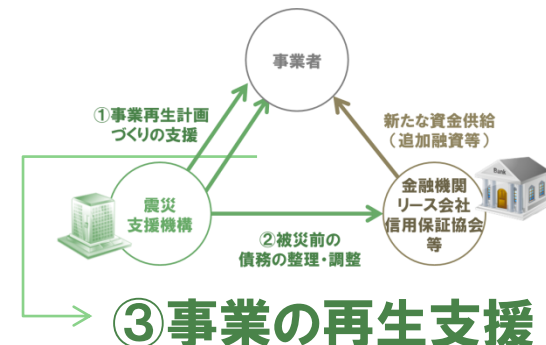 事業者
①事業再生計画
づくりの支援
新たな資金供給
（追加融資等）
Bank
震災
支援機構
金融機関
リース会社
信用保証協会
等
②被災前の
債務の整理・調整
③事業の再生支援